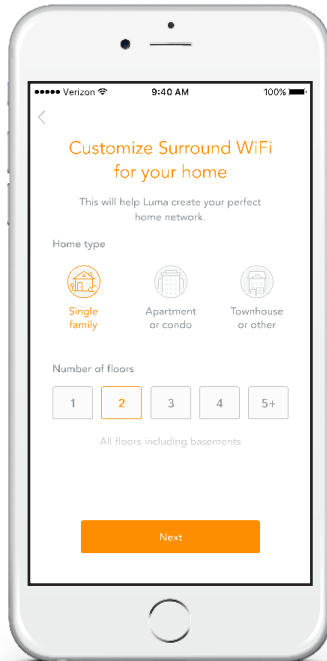 Verizon 9:40 AM 100%
Customize Surround WiFi
for your home
This will help Luma create your perfect
home network.
Home type
Single family
Apartment or condo
Townhouse or other
Number of floors
1 2 3 4 5+
All floors including basements
Next